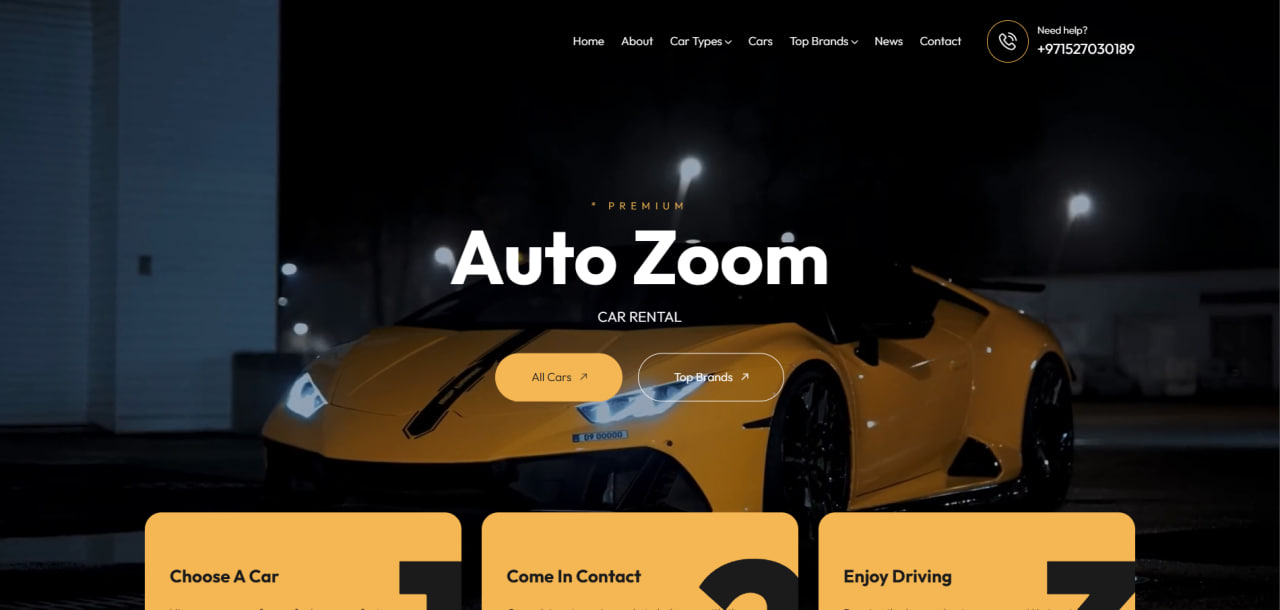 Home About Car Types Cars Top Brands News Contact
Need help?
+971527030189
* PREMIUM
Auto Zoom
CAR RENTAL
All Cars
Top Brands
09 00000
Choose A Car
1
Come In Contact
2
Enjoy Driving
3